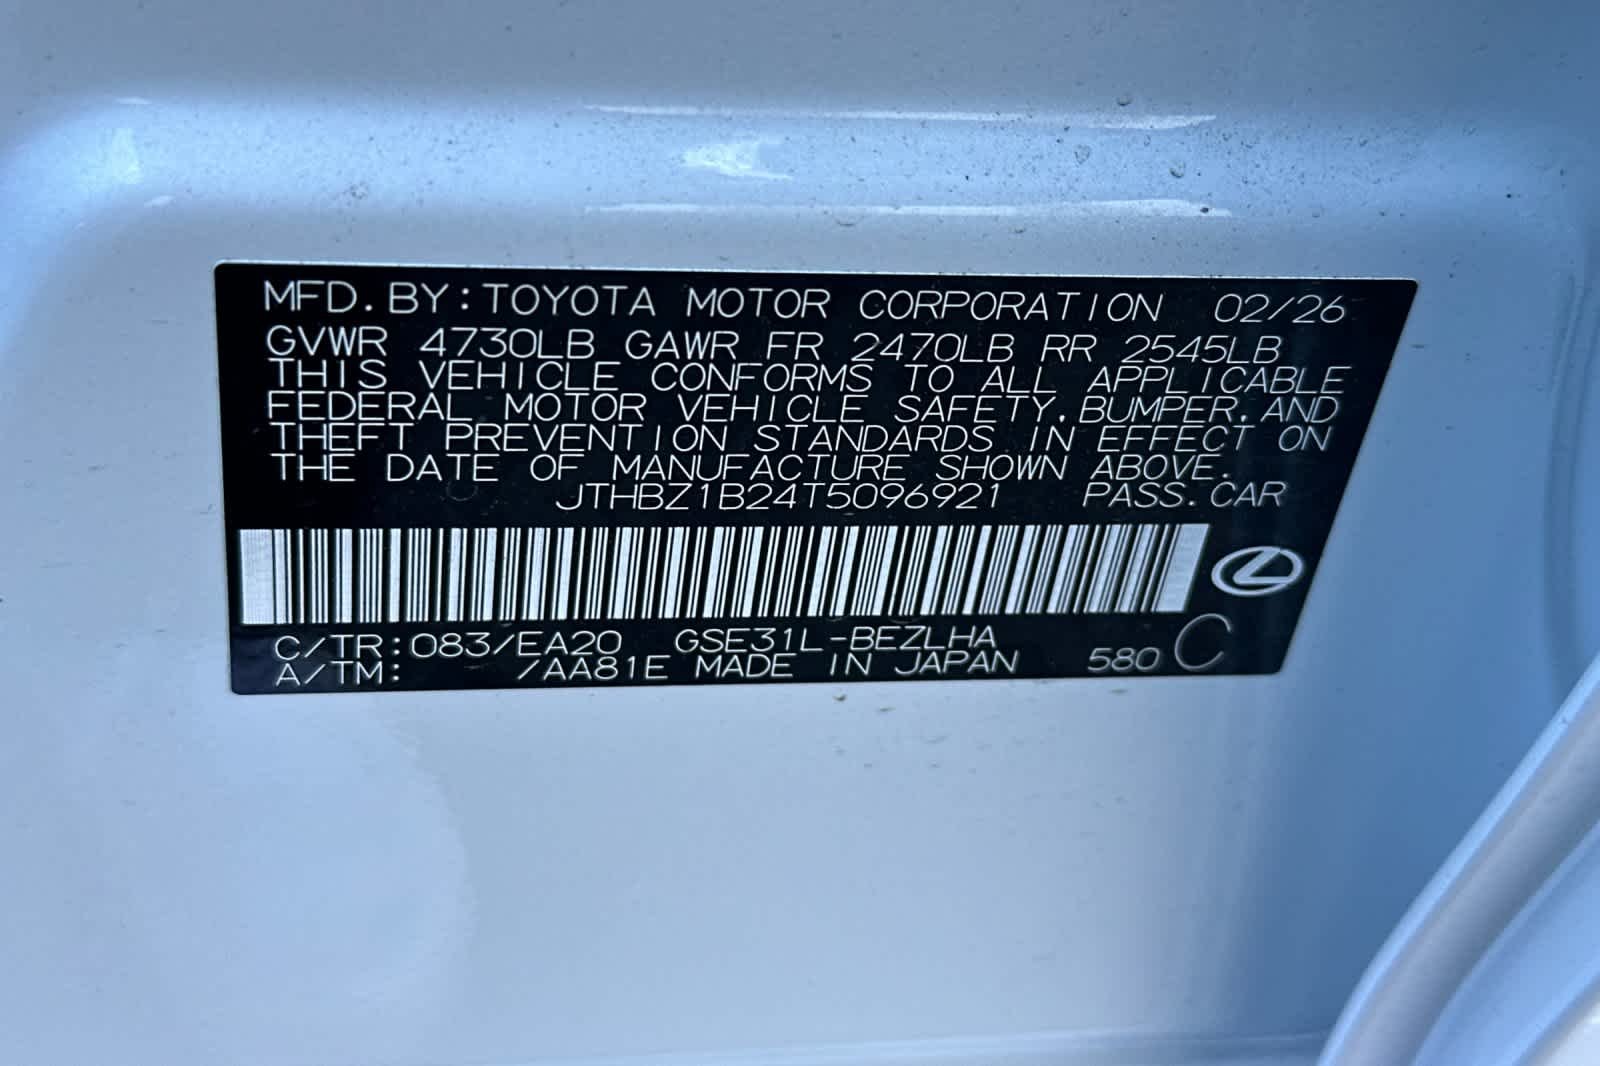 MFD. BY: TOYOTA MOTOR CORPORATION 02/26
GVWR 4730LB GAWR FR 2470LB RR 2545LB
THIS VEHICLE CONFORMS TO ALL APPLICABLE
FEDERAL MOTOR VEHICLE SAFETY, BUMPER, AND
THEFT PREVENTION STANDARDS IN EFFECT ON
THE DATE OF MANUFACTURE SHOWN ABOVE.
JTHBZ1B24T5096921 PASS. CAR
C/TR: 083/EA20 GSE31L-BEZLHA
A/TM: /AA81E MADE IN JAPAN 580 C